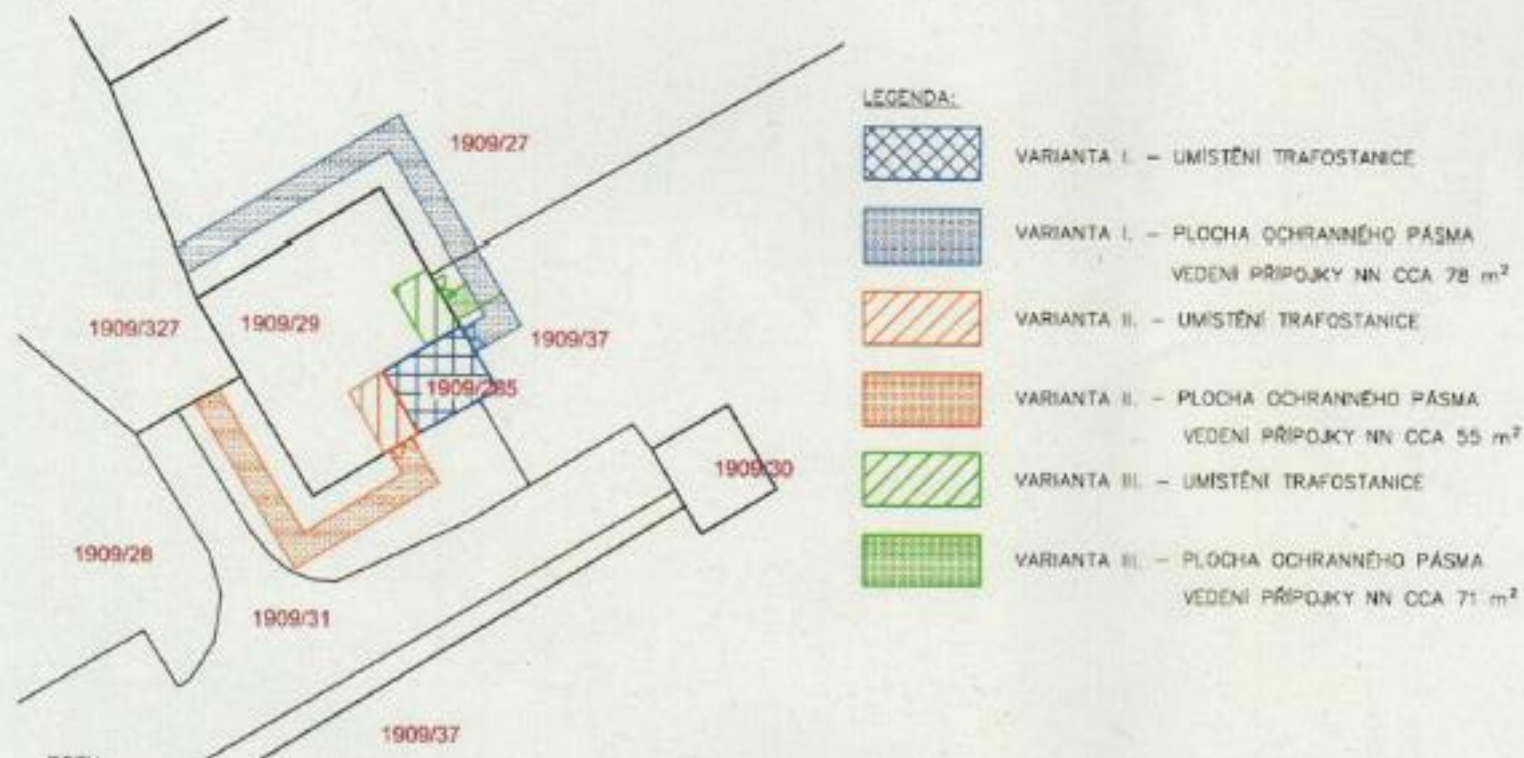 1909/27
1909/327
1909/29
1909/37
1909/285
1909/30
1909/28
1909/31
1909/37
LEGENDA:
VARIANTA I. – UMÍSTĚNÍ TRAFOSTANICE
VARIANTA I. – PLOCHA OCHRANNÉHO PÁSMA
VEDENÍ PŘÍPOJKY NN CCA 78 m²
VARIANTA II. – UMÍSTĚNÍ TRAFOSTANICE
VARIANTA II. – PLOCHA OCHRANNÉHO PÁSMA
VEDENÍ PŘÍPOJKY NN CCA 55 m²
VARIANTA III. – UMÍSTĚNÍ TRAFOSTANICE
VARIANTA III. – PLOCHA OCHRANNÉHO PÁSMA
VEDENÍ PŘÍPOJKY NN CCA 71 m²